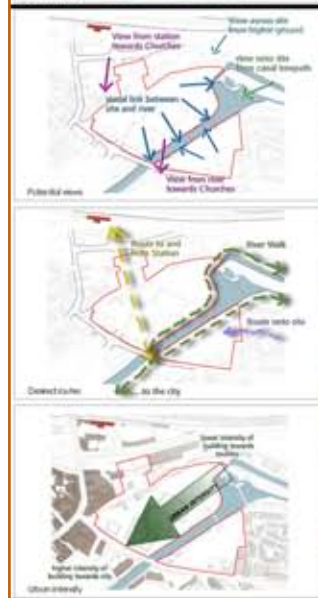 View across site
from higher ground
View from station
towards Churches
View onto site
from canal towpath
visual link between
site and river
View from river
towards Churches
Potential views
Route to and
from Station
River Walk
Route onto site
to the city
Desired routes
lower intensity of
building towards
URBAN INTENSITY
higher intensity of
building towards city
Urban intensity